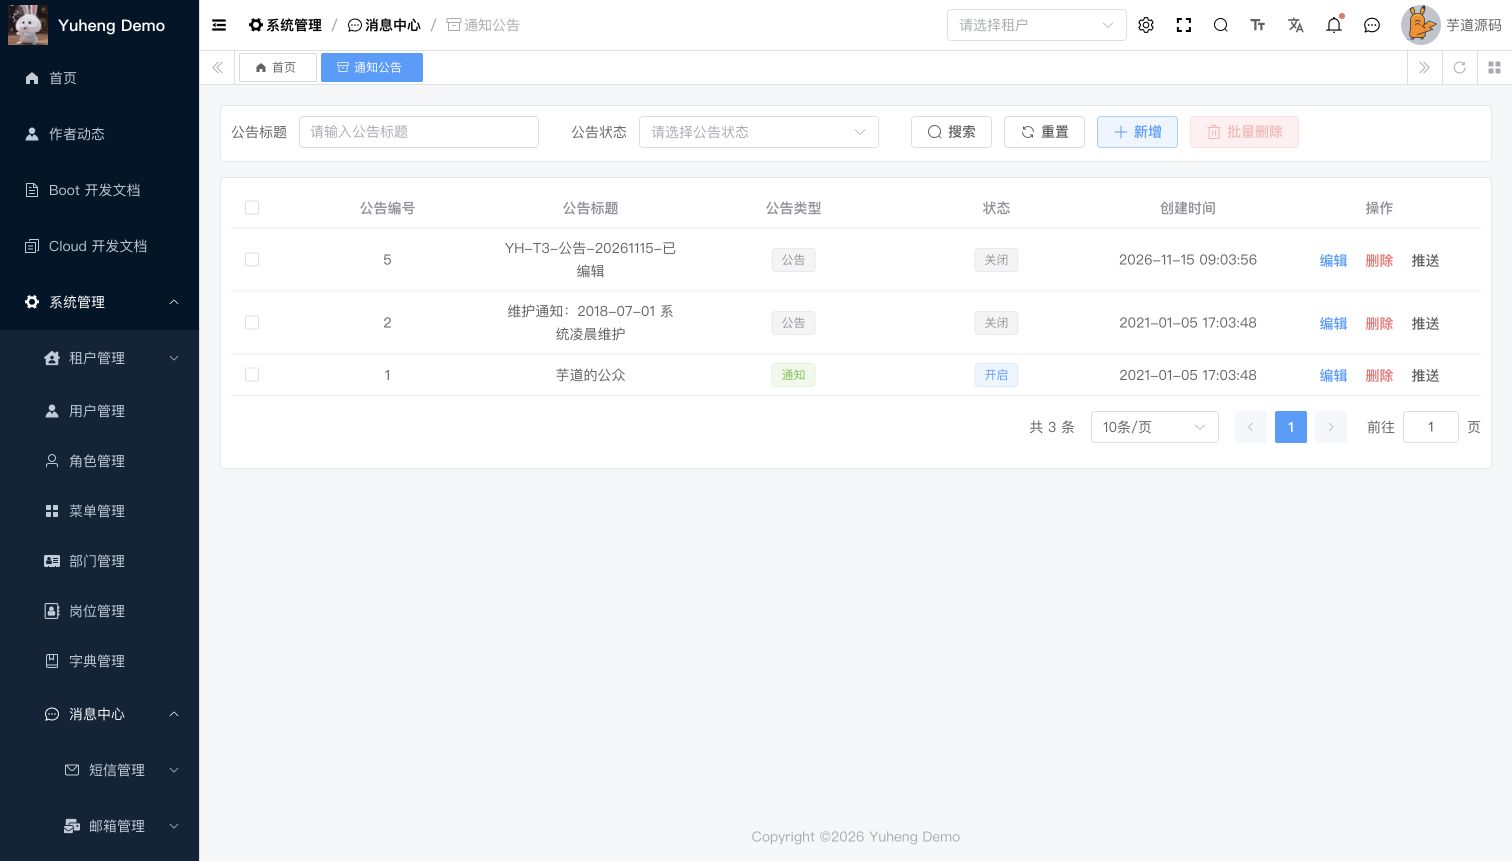 Yuheng Demo
首页
作者动态
Boot 开发文档
Cloud 开发文档
系统管理
租户管理
用户管理
角色管理
菜单管理
部门管理
岗位管理
字典管理
消息中心
短信管理
邮箱管理
系统管理 / 消息中心 / 通知公告
请选择租户
芋道源码
首页
通知公告
公告标题
请输入公告标题
公告状态
请选择公告状态
搜索
重置
新增
批量删除
公告编号 公告标题 公告类型 状态 创建时间 操作
5 YH-T3-公告-20261115-已
编辑 公告 关闭 2026-11-15 09:03:56 编辑 删除 推送
2 维护通知：2018-07-01 系
统凌晨维护 公告 关闭 2021-01-05 17:03:48 编辑 删除 推送
1 芋道的公众 通知 开启 2021-01-05 17:03:48 编辑 删除 推送
共 3 条 10条/页 1 前往 1 页
Copyright ©2026 Yuheng Demo